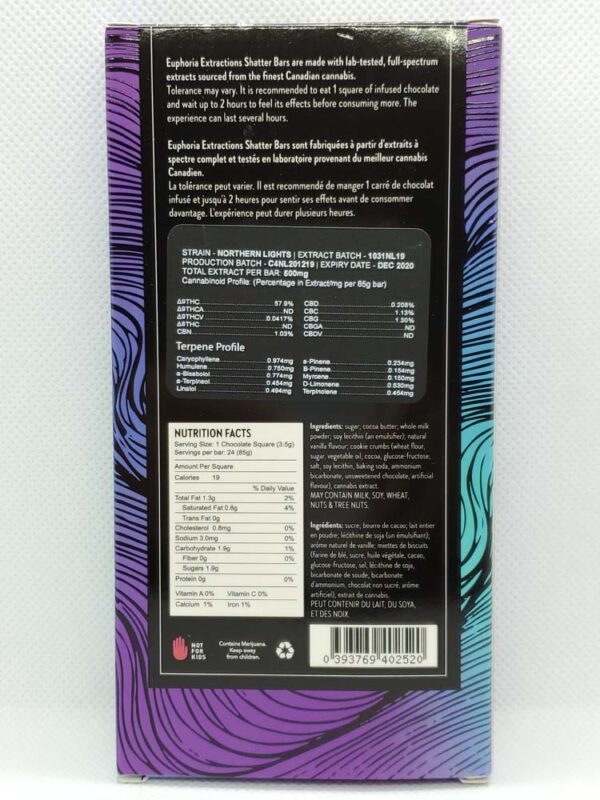 Euphoria Extractions Shatter Bars are made with lab-tested, full-spectrum
extracts sourced from the finest Canadian cannabis.
Tolerance may vary. It is recommended to eat 1 square of infused chocolate
and wait up to 2 hours to feel its effects before consuming more. The
experience can last several hours.
Euphoria Extractions Shatter Bars sont fabriquées à partir d'extraits à
spectre complet et testés en laboratoire provenant du meilleur cannabis
Canadien.
La tolérance peut varier. Il est recommendé de manger 1 carré de chocolat
infusé et jusqu'à 2 heures pour sentir ses effets avant de consommer
davantage. L'expérience peut durer plusieurs heures.
STRAIN - NORTHERN LIGHTS | EXTRACT BATCH - 1031NL19
PRODUCTION BATCH - C4NL201219 | EXPIRY DATE - DEC 2020
TOTAL EXTRACT PER BAR: 500mg
Cannabinoid Profile: (Percentage in Extract/mg per 85g bar)
Δ9THC 57.9% CBD 0.208%
Δ9THCA ND CBC 1.13%
Δ9THCV 0.0417% CBG 1.30%
Δ8THC ND CBGA ND
CBN 1.03% CBDV ND
Terpene Profile
Caryophyllene 0.974mg a-Pinene 0.234mg
Humulene 0.750mg B-Pinene 0.154mg
a-Bisabolol 0.774mg Myrcene 0.150mg
a-Terpineol 0.454mg D-Limonene 0.530mg
Linalol 0.494mg Terpinolene 0.454mg
NUTRITION FACTS
Serving Size: 1 Chocolate Square (3.5g)
Servings per bar: 24 (85g)
Amount Per Square
Calories 19
% Daily Value
Total Fat 1.3g 2%
Saturated Fat 0.8g 4%
Trans Fat 0g
Cholesterol 0.8mg 0%
Sodium 3.0mg 0%
Carbohydrate 1.9g 1%
Fiber 0g 0%
Sugars 1.9g
Protein 0g 0%
Vitamin A 0% Vitamin C 0%
Calcium 1% Iron 1%
Ingredients: sugar, cocoa butter, whole milk
powder, soy lecithin (an emulsifier), natural
vanilla flavour; cookie crumbs (wheat flour,
sugar, vegetable oil, cocoa, glucose-fructose,
salt, soy lecithin, baking soda, ammonium
bicarbonate, unsweetened chocolate, artificial
flavour), cannabis extract.
MAY CONTAIN MILK, SOY, WHEAT,
NUTS & TREE NUTS.
Ingrédients: sucre; beurre de cacao; lait entier
en poudre; lécithine de soja (un émulsifiant);
arôme naturel de vanille; miettes de biscuits
(farine de blé, sucre, huile végétale, cacao,
glucose-fructose, sel, lécithine de soja,
bicarbonate de soude, bicarbonate
d'ammonium, chocolat non sucré, arôme
artificiel), extrait de cannabis.
PEUT CONTENIR DU LAIT, DU SOYA,
ET DES NOIX
NOT
FOR
KIDS
Contains Marijuana.
Keep away
from children.
0 393769 402520